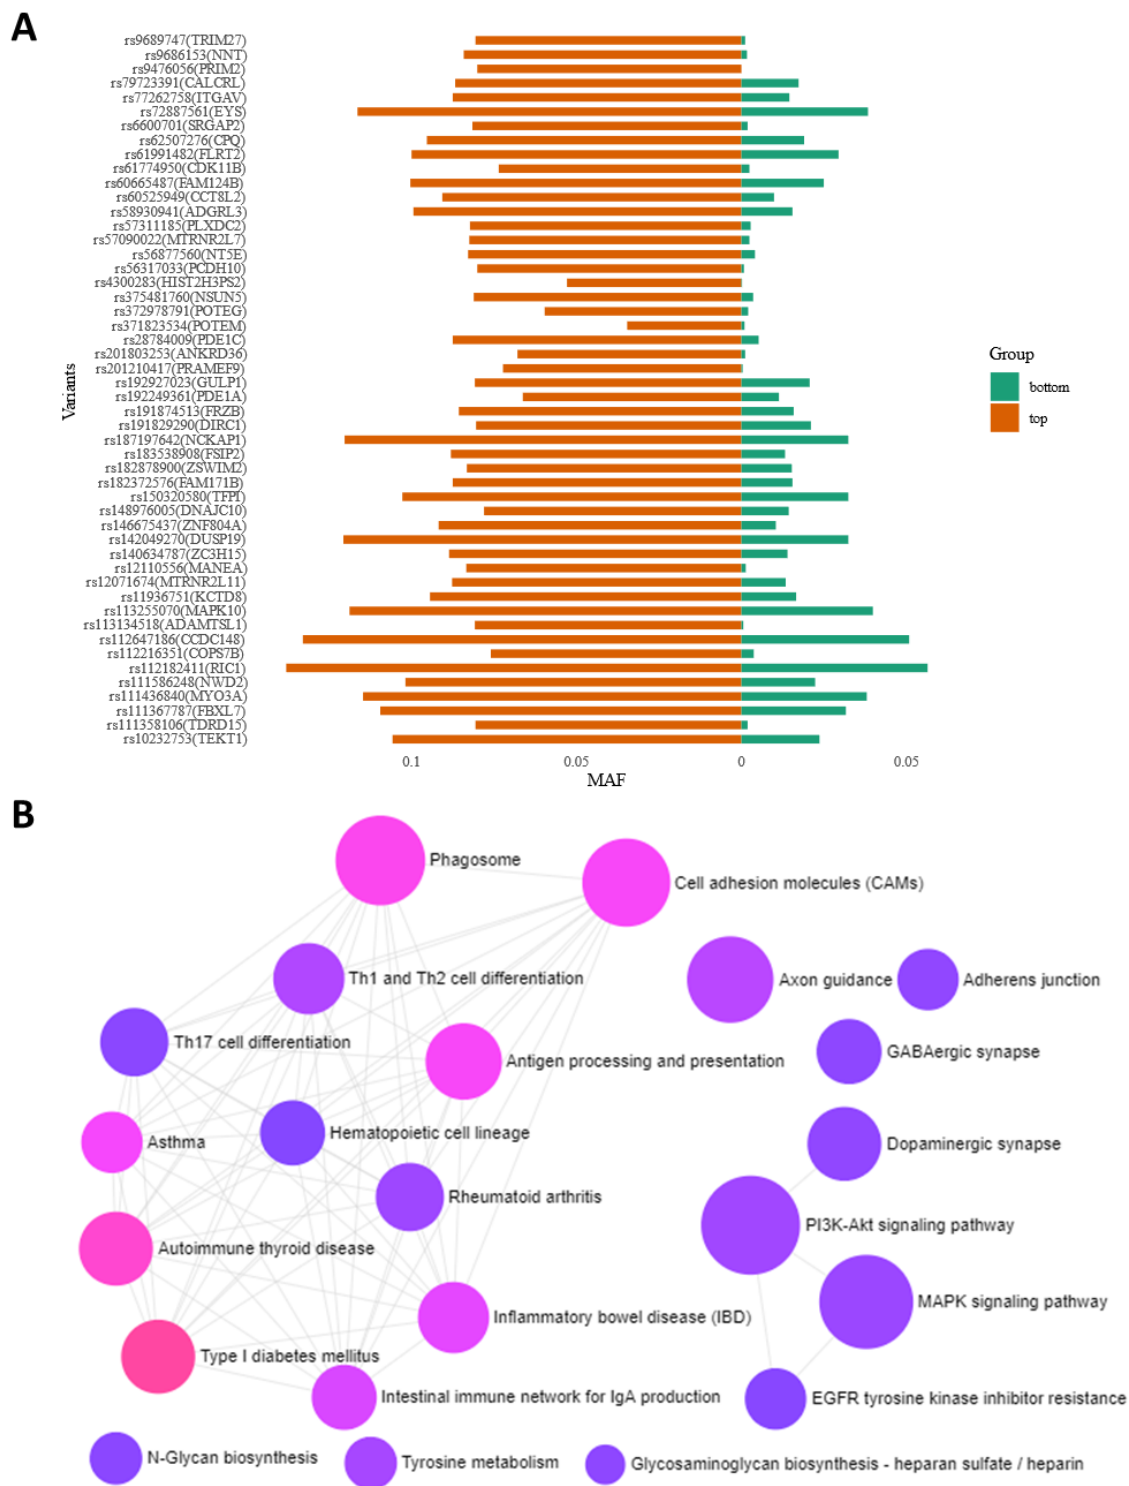 A
rs9689747(TRIM27)
rs9686153(NNT)
rs9476056(PRIM2)
rs79723391(CALCRL)
rs77262758(ITGAV)
rs72887561(EYS)
rs6600701(SRGAP2)
rs62507276(CPQ)
rs61991482(FLRT2)
rs61774950(CDK11B)
rs60665487(FAM124B)
rs60525949(CCT8L2)
rs58930941(ADGRL3)
rs57311185(PLXDC2)
rs57090022(MTRNR2L7)
rs56877560(NT5E)
rs56317033(PCDH10)
rs4300283(HIST2H3PS2)
rs375481760(NSUN5)
rs372978791(POTEG)
rs371823534(POTEM)
rs28784009(PDE1C)
rs201803253(ANKRD36)
rs201210417(PRAMEF9)
rs192927023(GULP1)
rs192249361(PDE1A)
rs191874513(FRZB)
rs191829290(DIRC1)
rs187197642(NCKAP1)
rs183538908(FSIP2)
rs182878900(ZSWIM2)
rs182372576(FAM171B)
rs150320580(TFPI)
rs148976005(DNAJC10)
rs146675437(ZNF804A)
rs142049270(DUSP19)
rs140634787(ZC3H15)
rs12110556(MANEA)
rs12071674(MTRNR2L11)
rs11936751(KCTD8)
rs113255070(MAPK10)
rs113134518(ADAMTSL1)
rs112647186(CCDC148)
rs112216351(COPS7B)
rs112182411(RIC1)
rs111586248(NWD2)
rs111436840(MYO3A)
rs111367787(FBXL7)
rs111358106(TDRD15)
rs10232753(TEKT1)
Variants
0.1 0.05 0 0.05
MAF
Group
bottom
top
B
Phagosome
Cell adhesion molecules (CAMs)
Th1 and Th2 cell differentiation
Axon guidance
Adherens junction
Th17 cell differentiation
GABAergic synapse
Antigen processing and presentation
Asthma
Hematopoietic cell lineage
Dopaminergic synapse
Rheumatoid arthritis
PI3K-Akt signaling pathway
Autoimmune thyroid disease
MAPK signaling pathway
Inflammatory bowel disease (IBD)
Type I diabetes mellitus
Intestinal immune network for IgA production
EGFR tyrosine kinase inhibitor resistance
N-Glycan biosynthesis
Tyrosine metabolism
Glycosaminoglycan biosynthesis - heparan sulfate / heparin